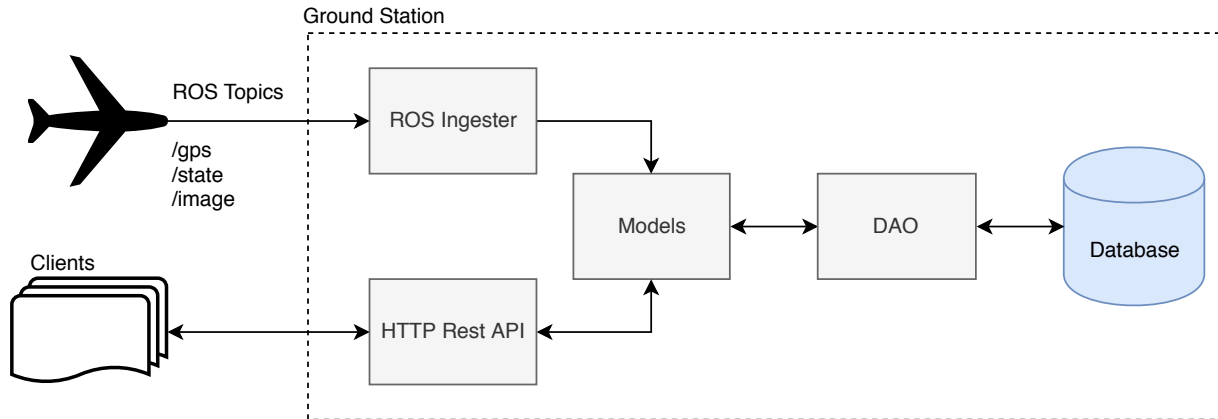 Ground Station
ROS Topics
/gps
/state
/image
ROS Ingester
Models
DAO
Database
Clients
HTTP Rest API